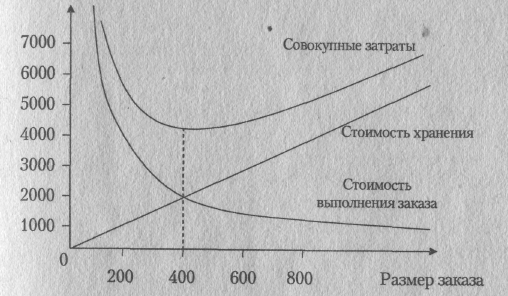 7000
Совокупные затраты
6000
5000
4000
Стоимость хранения
3000
2000
Стоимость
выполнения заказа
1000
0
200 400 600 800 Размер заказа